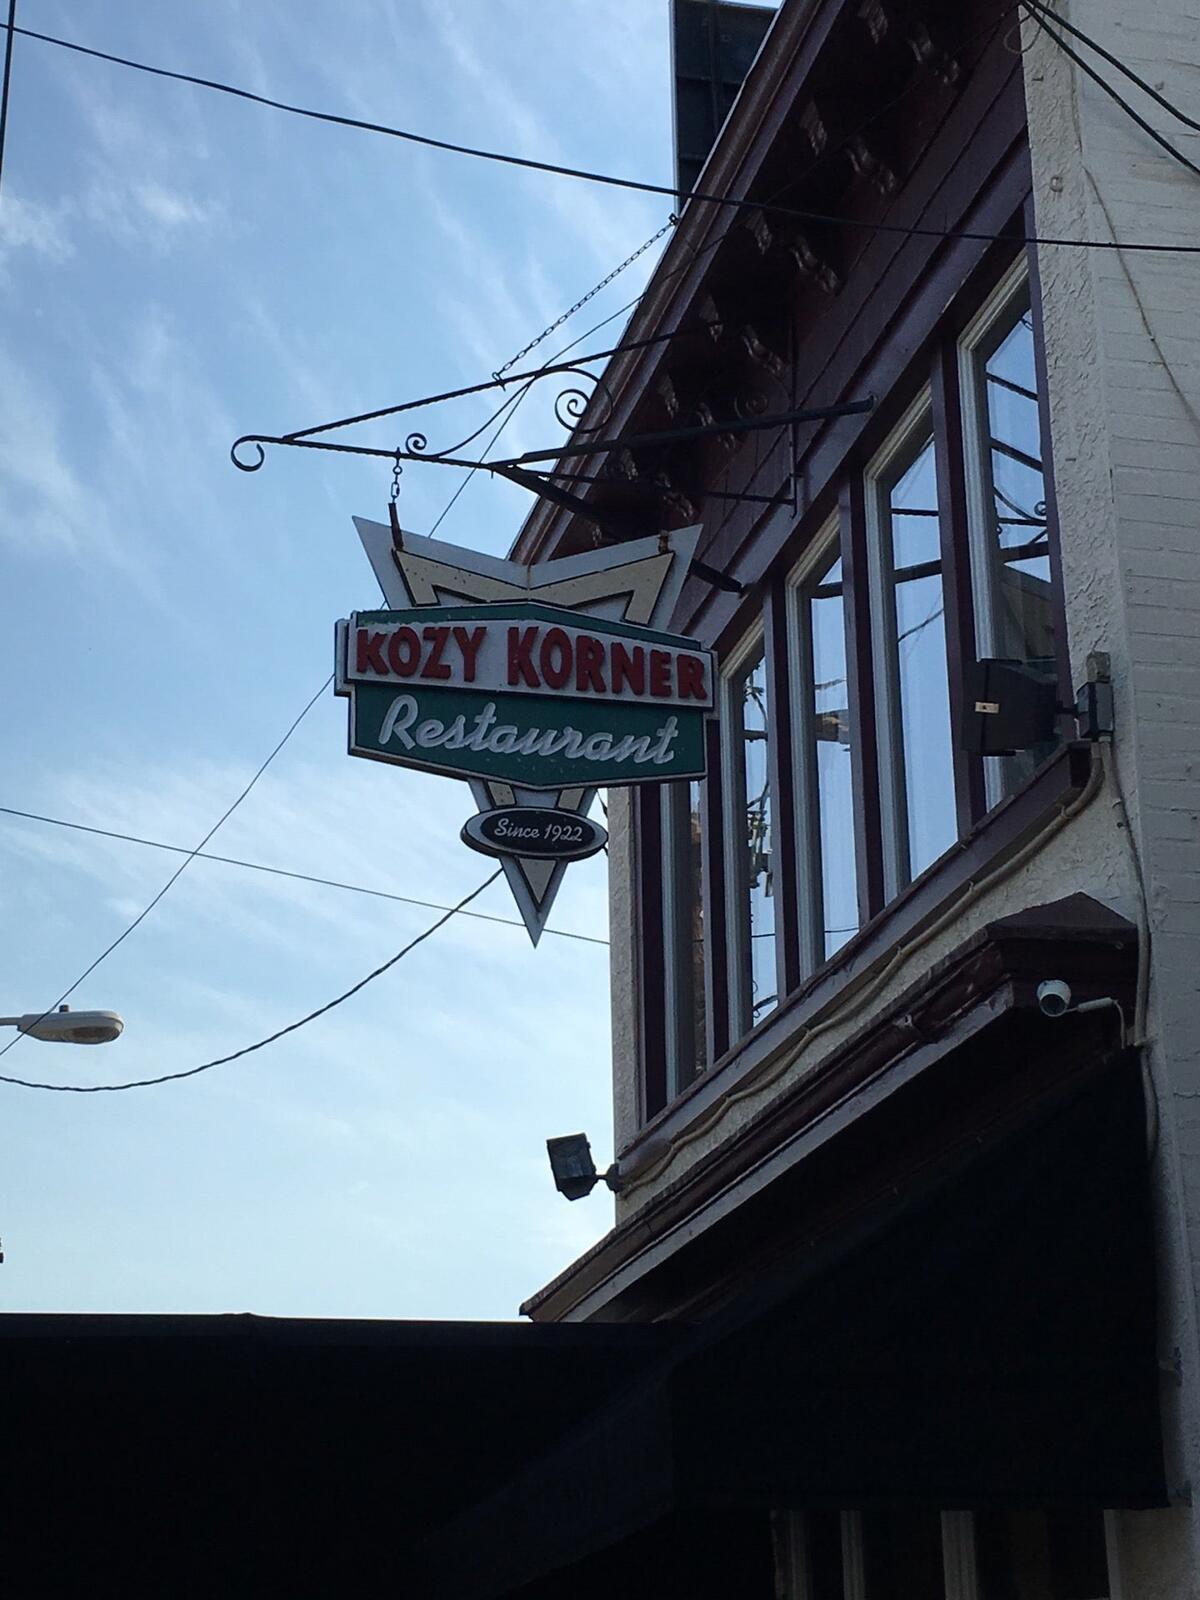 KOZY KORNER
Restaurant
Since 1922